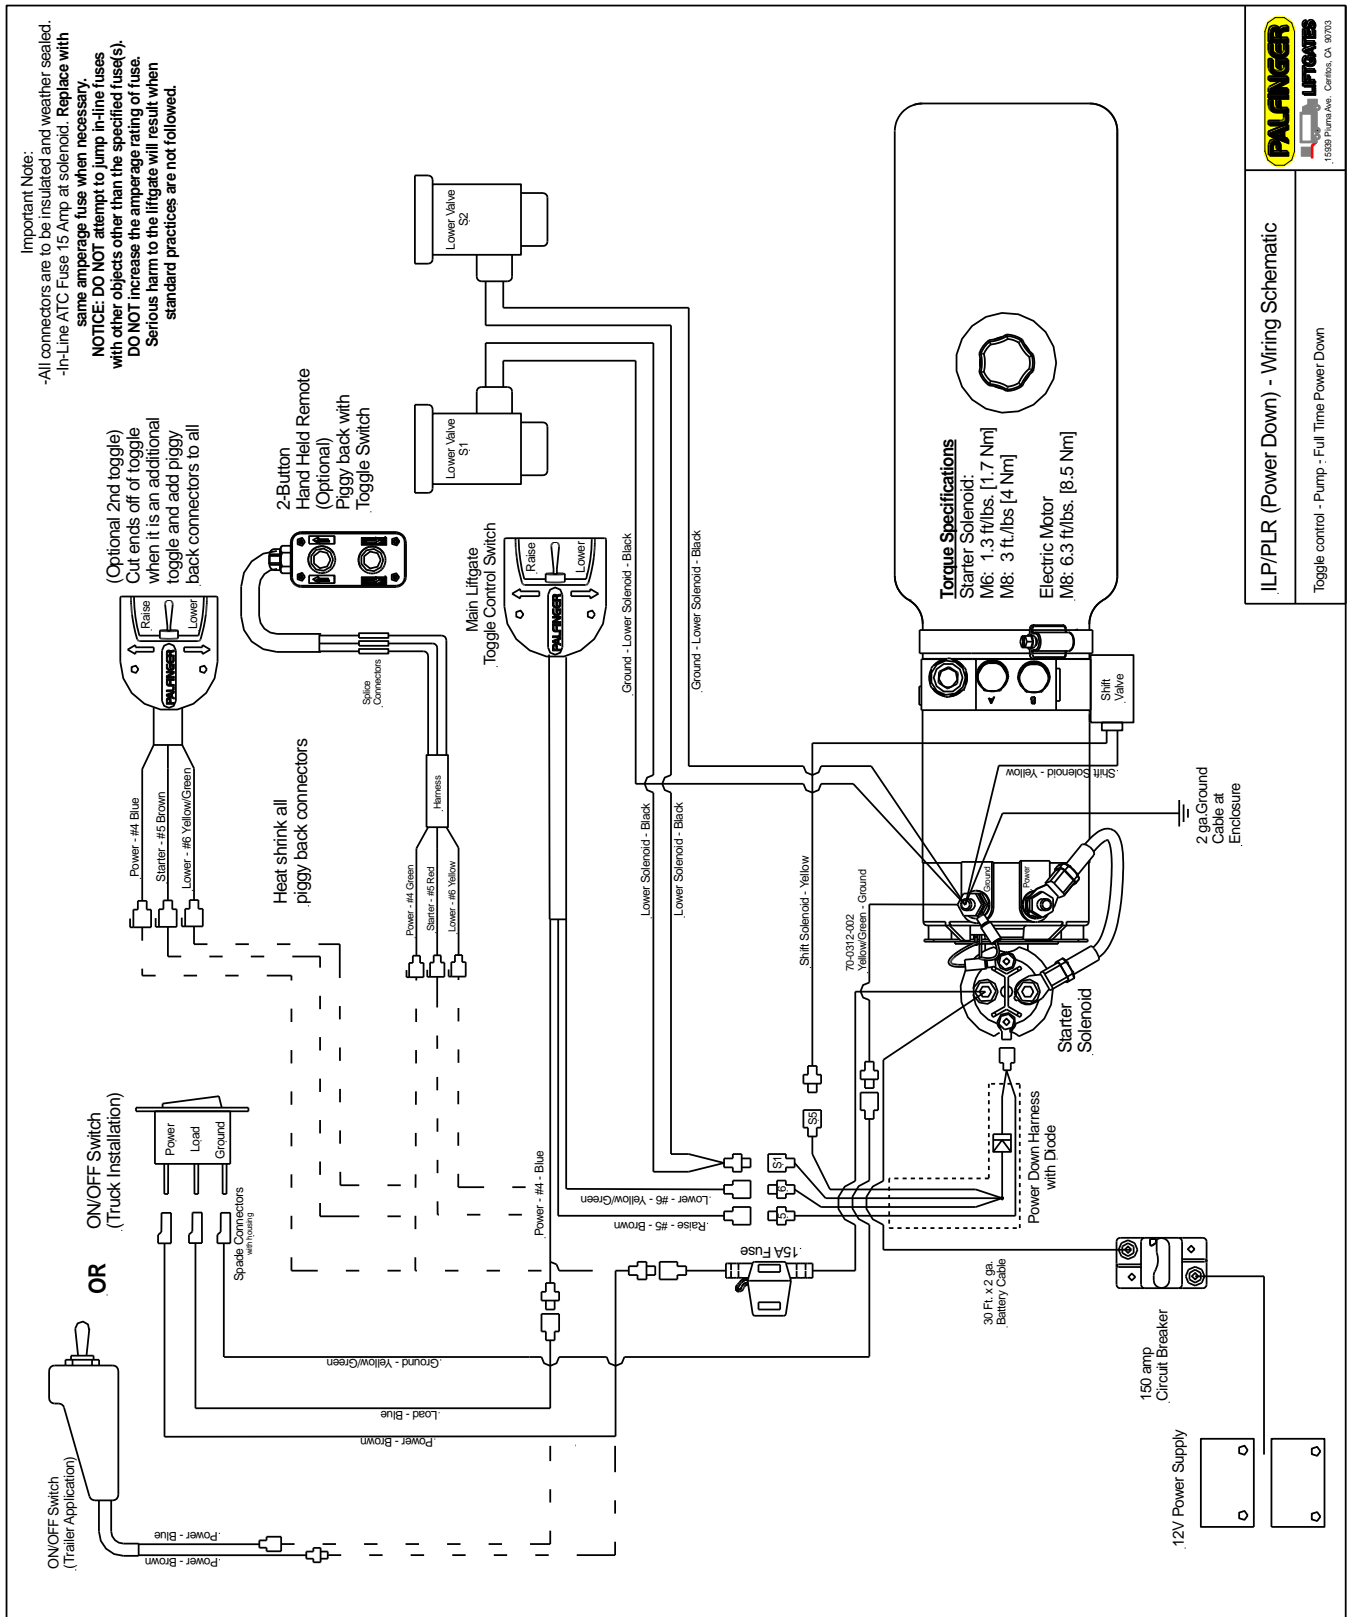 Important Note:
-All connectors are to be insulated and weather sealed.
-In-Line ATC Fuse 15 Amp at solenoid. Replace with
same amperage fuse when necessary.
NOTICE: DO NOT attempt to jump in-line fuses
with other objects other than the specified fuse(s).
DO NOT increase the amperage rating of fuse.
Serious harm to the liftgate will result when
standard practices are not followed.
(Optional 2nd toggle)
Cut ends off of toggle
when it is an additional
toggle and add piggy
back connectors to all
Raise
Lower
PALFINGER
Power - #4 Blue
Starter - #5 Brown
Lower - #6 Yellow/Green
2-Button
Hand Held Remote
(Optional)
Piggy back with
Toggle Switch
Splice
Connectors
Harness
Power - #4 Green
Starter - #5 Red
Lower - #6 Yellow
Heat shrink all
piggy back connectors
Main Liftgate
Toggle Control Switch
Raise
Lower
PALFINGER
Lower Valve
S1
Lower Valve
S2
Ground - Lower Solenoid - Black
Ground - Lower Solenoid - Black
Lower Solenoid - Black
Lower Solenoid - Black
Shift Solenoid - Yellow
Shift Solenoid - Yellow
70-0312-002
Yellow/Green - Ground
ON/OFF Switch
(Truck Installation)
Power
Load
Ground
Spade Connectors
with housing
OR
ON/OFF Switch
(Trailer Application)
Power - Blue
Power - Brown
Ground - Yellow/Green
Load - Blue
Power - Brown
Power - #4 - Blue
Lower - #6 - Yellow/Green
Raise - #5 - Brown
S1
6
5
S5
15A Fuse
Power Down Harness
with Diode
30 Ft. x 2 ga.
Battery Cable
150 amp
Circuit Breaker
12V Power Supply
Starter
Solenoid
Ground
Power
2 ga.Ground
Cable at
Enclosure
Shift
Valve
A
B
Torque Specifications
Starter Solenoid:
M6: 1.3 ft/lbs. [1.7 Nm]
M8: 3 ft./lbs [4 Nm]
Electric Motor
M8: 6.3 ft/lbs. [8.5 Nm]
ILP/PLR (Power Down) - Wiring Schematic
Toggle control - Pump - Full Time Power Down
PALFINGER
LIFTGATES
15939 Piuma Ave. Cerritos, CA 90703